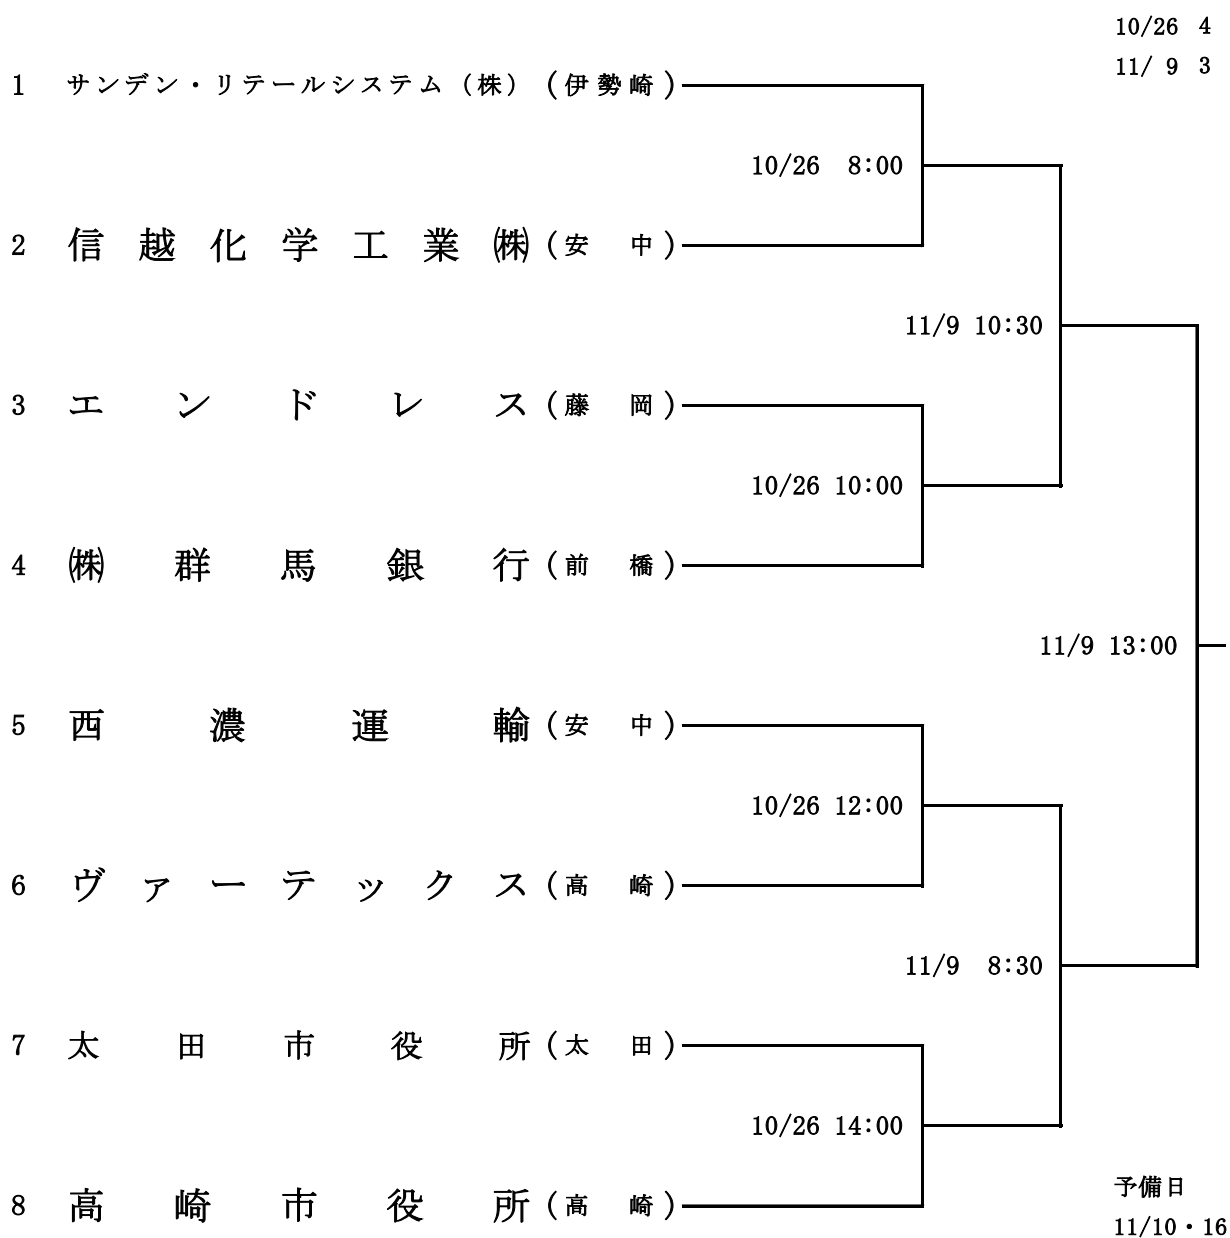 10/26 4
11/ 9 3
1 サンデン・リテールシステム（株）（伊勢崎）
10/26 8:00
2 信越化学工業㈱（安中）
11/9 10:30
3 エンドレス（藤岡）
10/26 10:00
4 ㈱群馬銀行（前橋）
11/9 13:00
5 西濃運輸（安中）
10/26 12:00
6 ヴァーテックス（高崎）
11/9 8:30
7 太田市役所（太田）
10/26 14:00
8 高崎市役所（高崎）
予備日
11/10・16